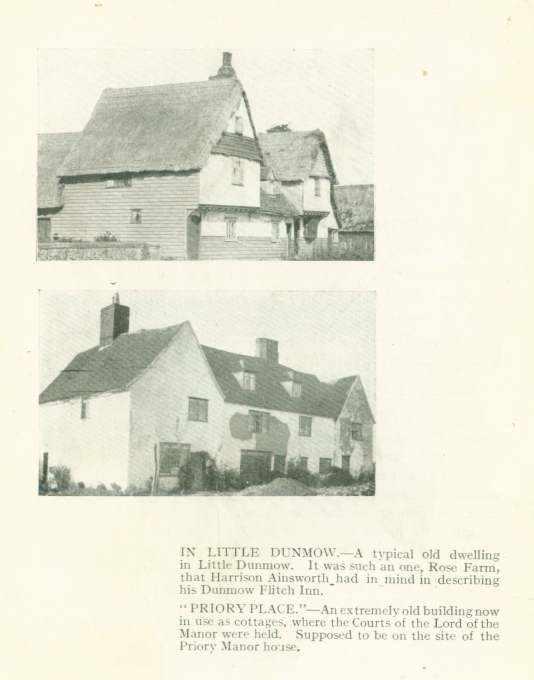 IN LITTLE DUNMOW.—A typical old dwelling
in Little Dunmow. It was such an one, Rose Farm,
that Harrison Ainsworth had in mind in describing
his Dunmow Flitch Inn.
"PRIORY PLACE."—An extremely old building now
in use as cottages, where the Courts of the Lord of the
Manor were held. Supposed to be on the site of the
Priory Manor house.